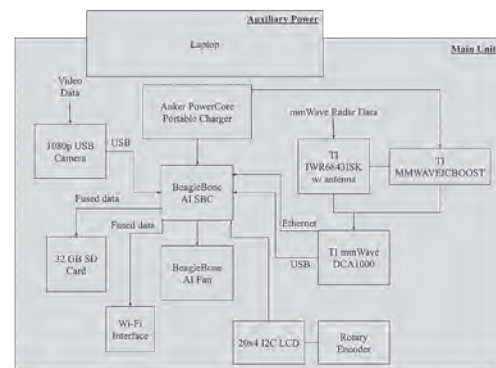 Auxiliary Power
Laptop
Main Unit
Video
Data
Anker PowerCore
Portable Charger
mmWave Radar Data
1080p USB
Camera
USB
TI
IWR6843ISK
w/ antenna
TI
MMWAVEICBOOST
BeagleBone
AI SBC
Fused data
Fused data
Ethernet
USB
32 GB SD
Card
BeagleBone
AI Fan
TI mmWave
DCA1000
Wi-Fi
Interface
20x4 I2C LCD
Rotary
Encoder